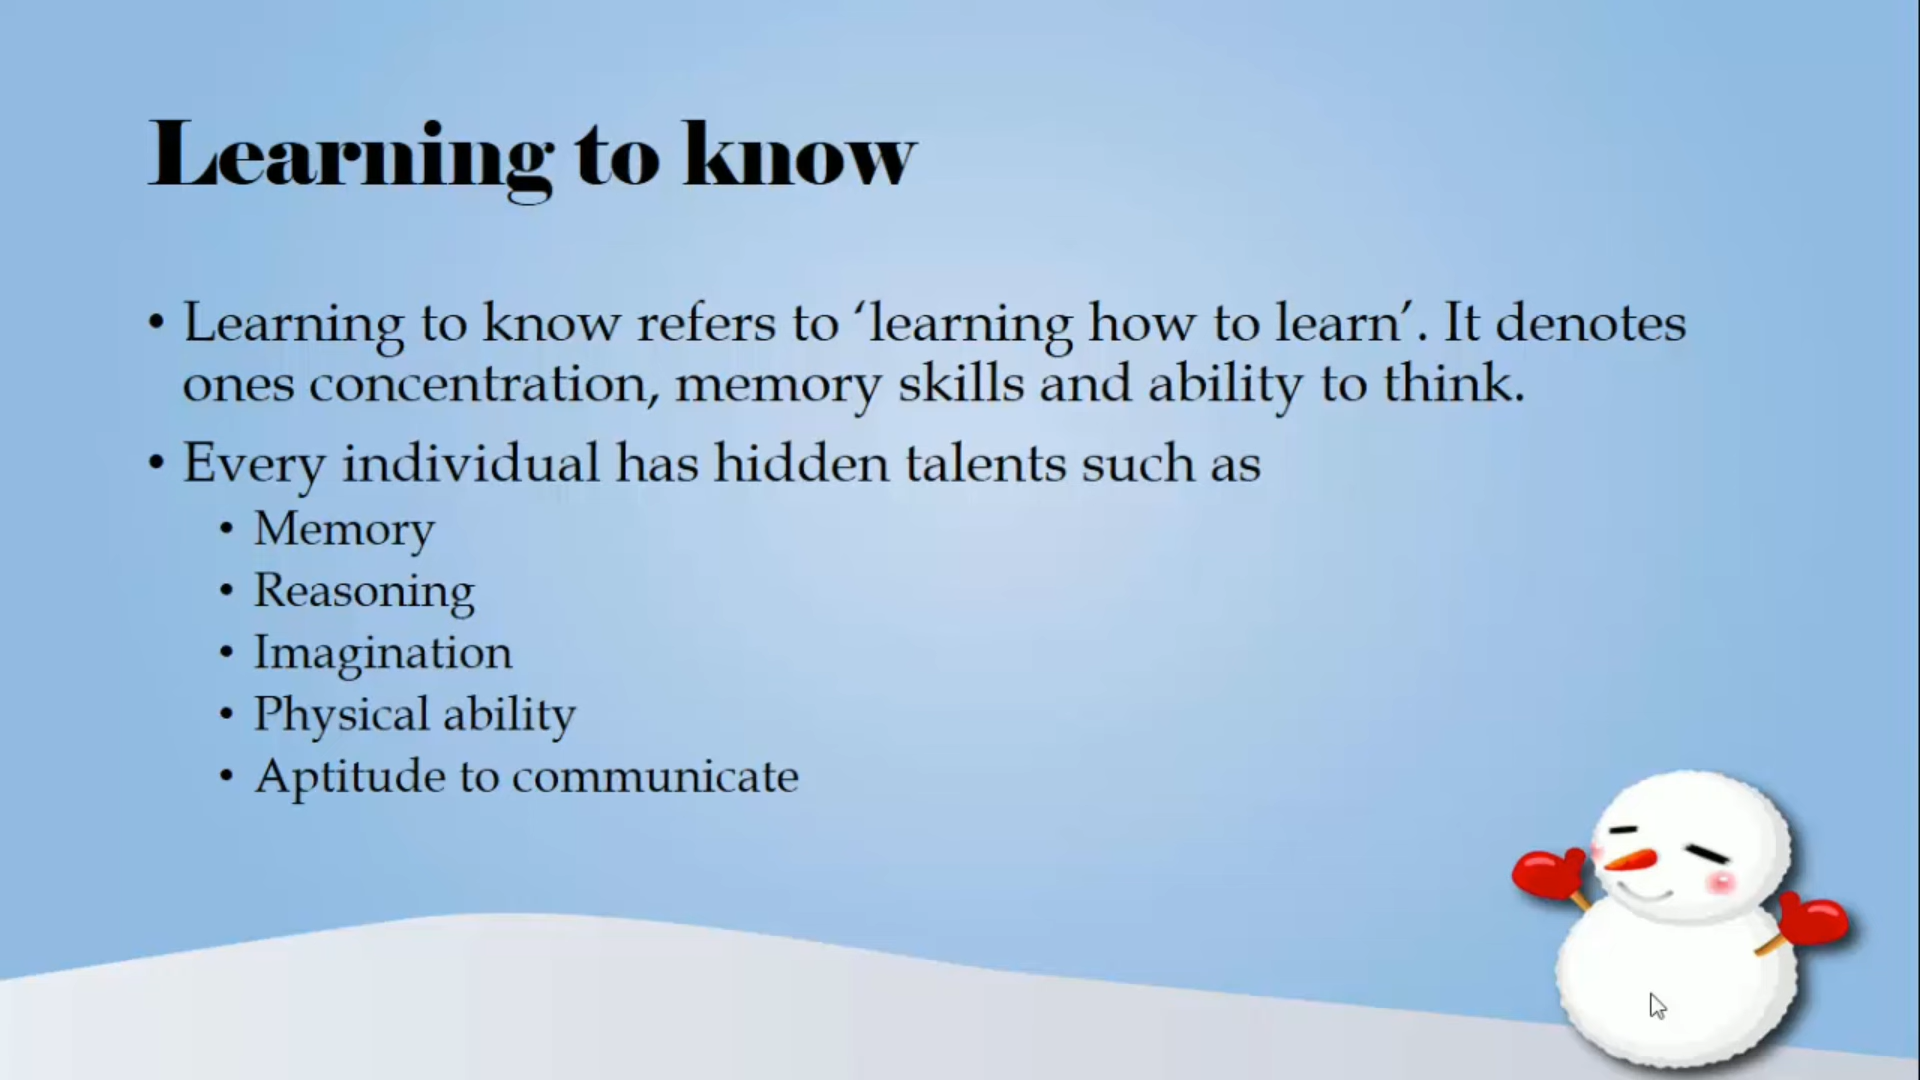 Learning to know
• Learning to know refers to ‘learning how to learn’. It denotes
ones concentration, memory skills and ability to think.
• Every individual has hidden talents such as
• Memory
• Reasoning
• Imagination
• Physical ability
• Aptitude to communicate